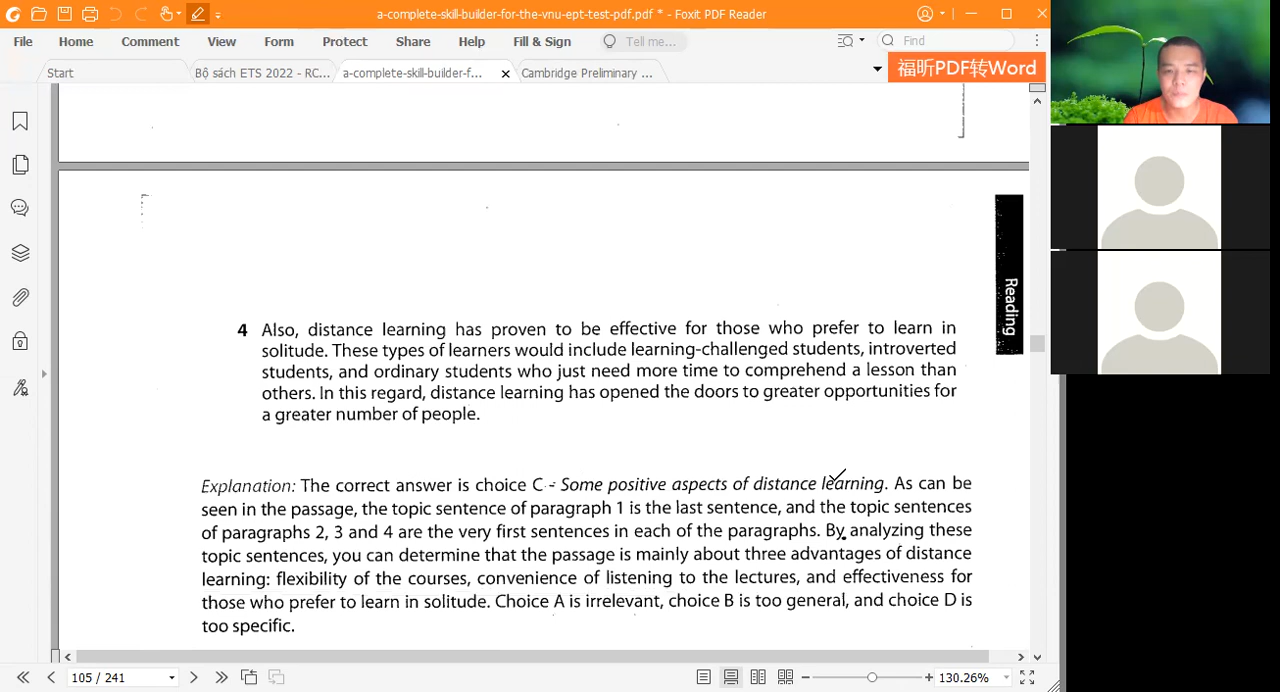 a-complete-skill-builder-for-the-vnu-ept-test-pdf.pdf * - Foxit PDF Reader
File Home Comment View Form Protect Share Help Fill & Sign Tell me... Find
Start Bộ sách ETS 2022 - RC... a-complete-skill-builder-f... Cambridge Preliminary ... 福昕PDF转Word
Reading
4 Also, distance learning has proven to be effective for those who prefer to learn in
solitude. These types of learners would include learning-challenged students, introverted
students, and ordinary students who just need more time to comprehend a lesson than
others. In this regard, distance learning has opened the doors to greater opportunities for
a greater number of people.
Explanation: The correct answer is choice C - Some positive aspects of distance learning. As can be
seen in the passage, the topic sentence of paragraph 1 is the last sentence, and the topic sentences
of paragraphs 2, 3 and 4 are the very first sentences in each of the paragraphs. By analyzing these
topic sentences, you can determine that the passage is mainly about three advantages of distance
learning: flexibility of the courses, convenience of listening to the lectures, and effectiveness for
those who prefer to learn in solitude. Choice A is irrelevant, choice B is too general, and choice D is
too specific.
105 / 241 130.26%